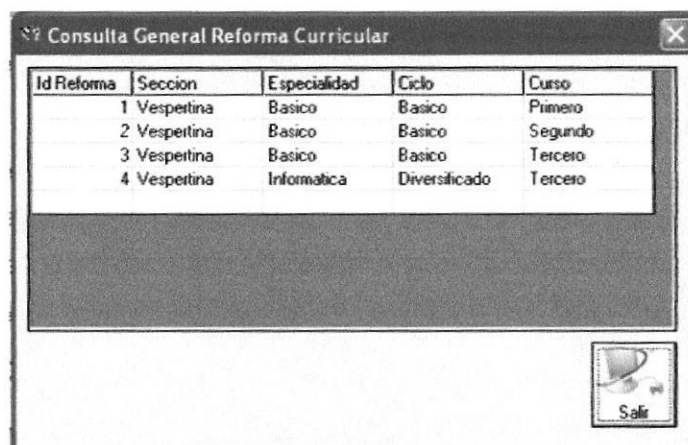 Consulta General Reforma Curricular
Id Reforma Seccion Especialidad Ciclo Curso
1 Vespertina Basico Basico Primero
2 Vespertina Basico Basico Segundo
3 Vespertina Basico Basico Tercero
4 Vespertina Informatica Diversificado Tercero
Salir